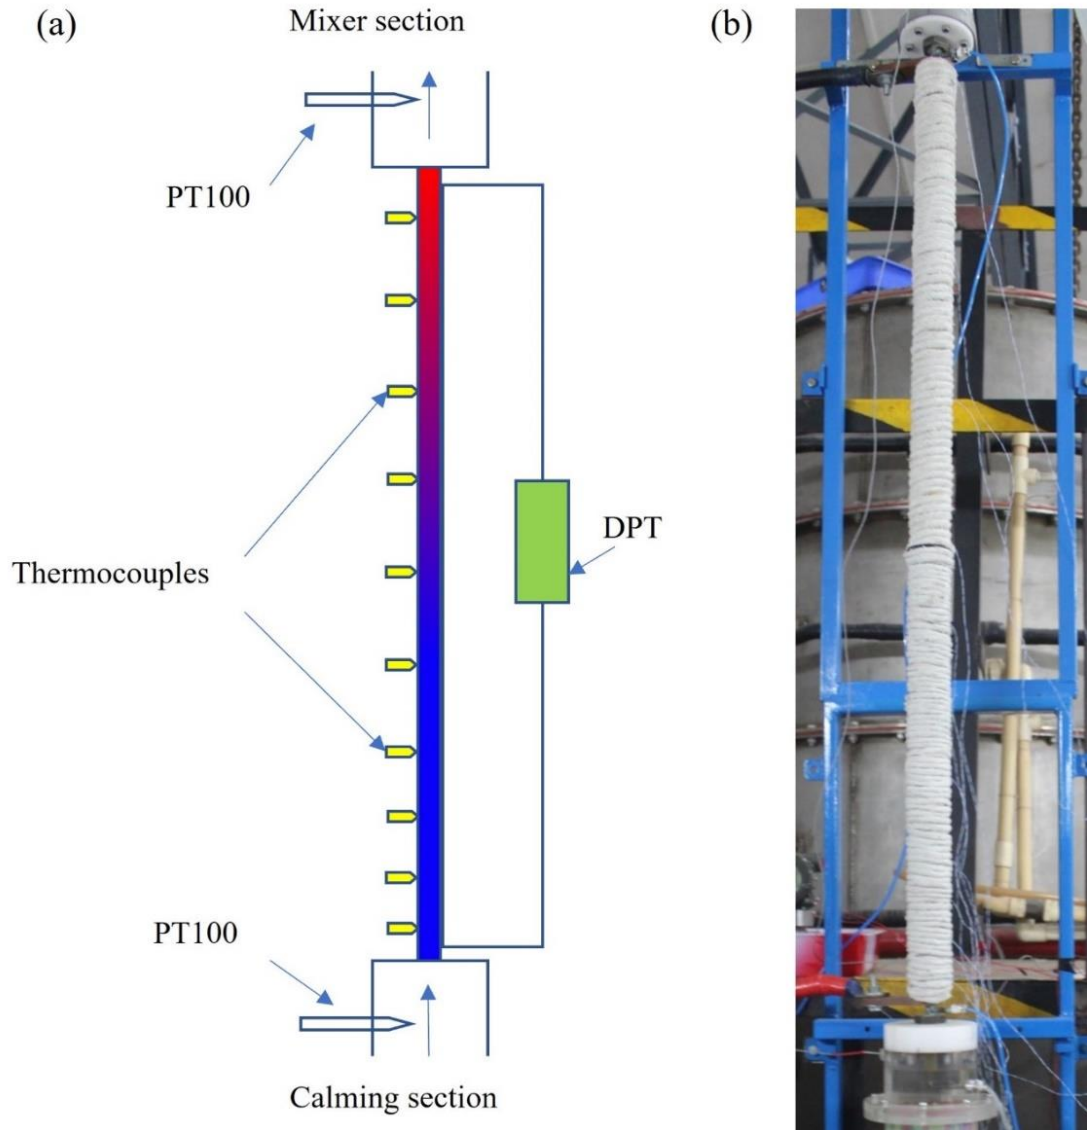 (a)
Mixer section
(b)
PT100
DPT
Thermocouples
PT100
Calming section